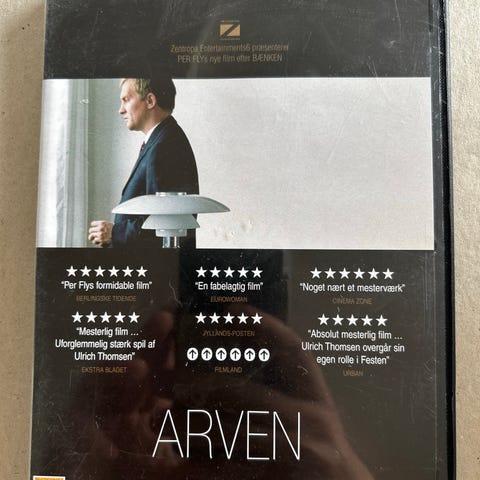 Zentropa Entertainments6 præsenterer
PER FLYs nye film efter BÆNKEN
★★★★★★
"Per Flys formidable film"
BERLINGSKE TIDENDE
★★★★★
"En fabelagtig film"
EUROWOMAN
★★★★★★
"Noget nært et mesterværk"
CINEMA ZONE
★★★★★
"Mesterlig film ...
Uforglemmelig stærk spil af
Ulrich Thomsen"
EKSTRA BLADET
★★★★★
JYLLANDS-POSTEN
FILMLAND
★★★★★
"Absolut mesterlig film ...
Ulrich Thomsen overgår sin
egen rolle i Festen"
URBAN
ARVEN